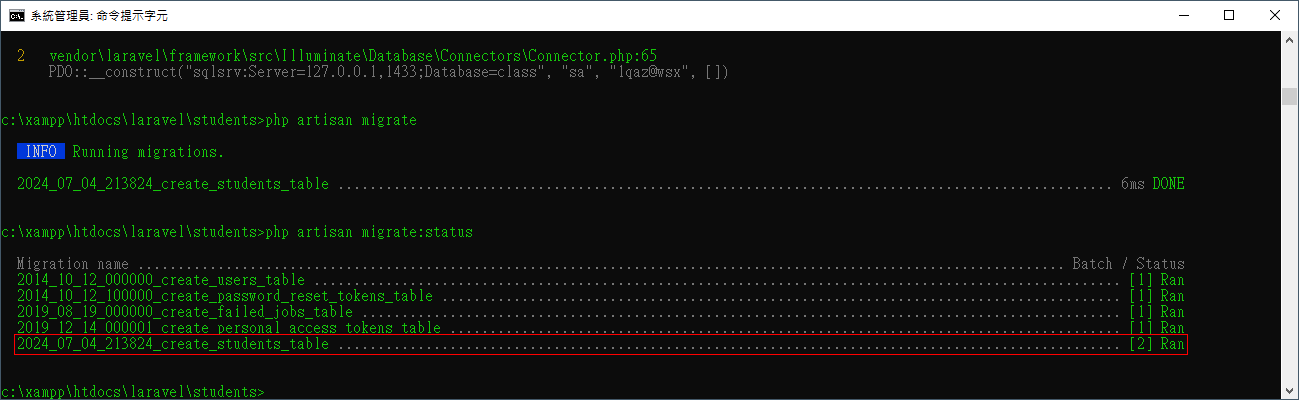 系統管理員: 命令提示字元
2 vendor\laravel\framework\src\Illuminate\Database\Connectors\Connector.php:65
PDO::__construct("sqlsrv:Server=127.0.0.1,1433;Database=class", "sa", "1qaz@wsx", [])
c:\xampp\htdocs\laravel\students>php artisan migrate
INFO Running migrations.
2024_07_04_213824_create_students_table ................................................................................................. 6ms DONE
c:\xampp\htdocs\laravel\students>php artisan migrate:status
Migration name .................................................................................................................... Batch / Status
2014_10_12_000000_create_users_table ...................................................................................................... [1] Ran
2014_10_12_100000_create_password_reset_tokens_table ...................................................................................... [1] Ran
2019_08_19_000000_create_failed_jobs_table ................................................................................................ [1] Ran
2019_12_14_000001_create_personal_access_tokens_table ..................................................................................... [1] Ran
2024_07_04_213824_create_students_table .................................................................................................. [2] Ran
c:\xampp\htdocs\laravel\students>